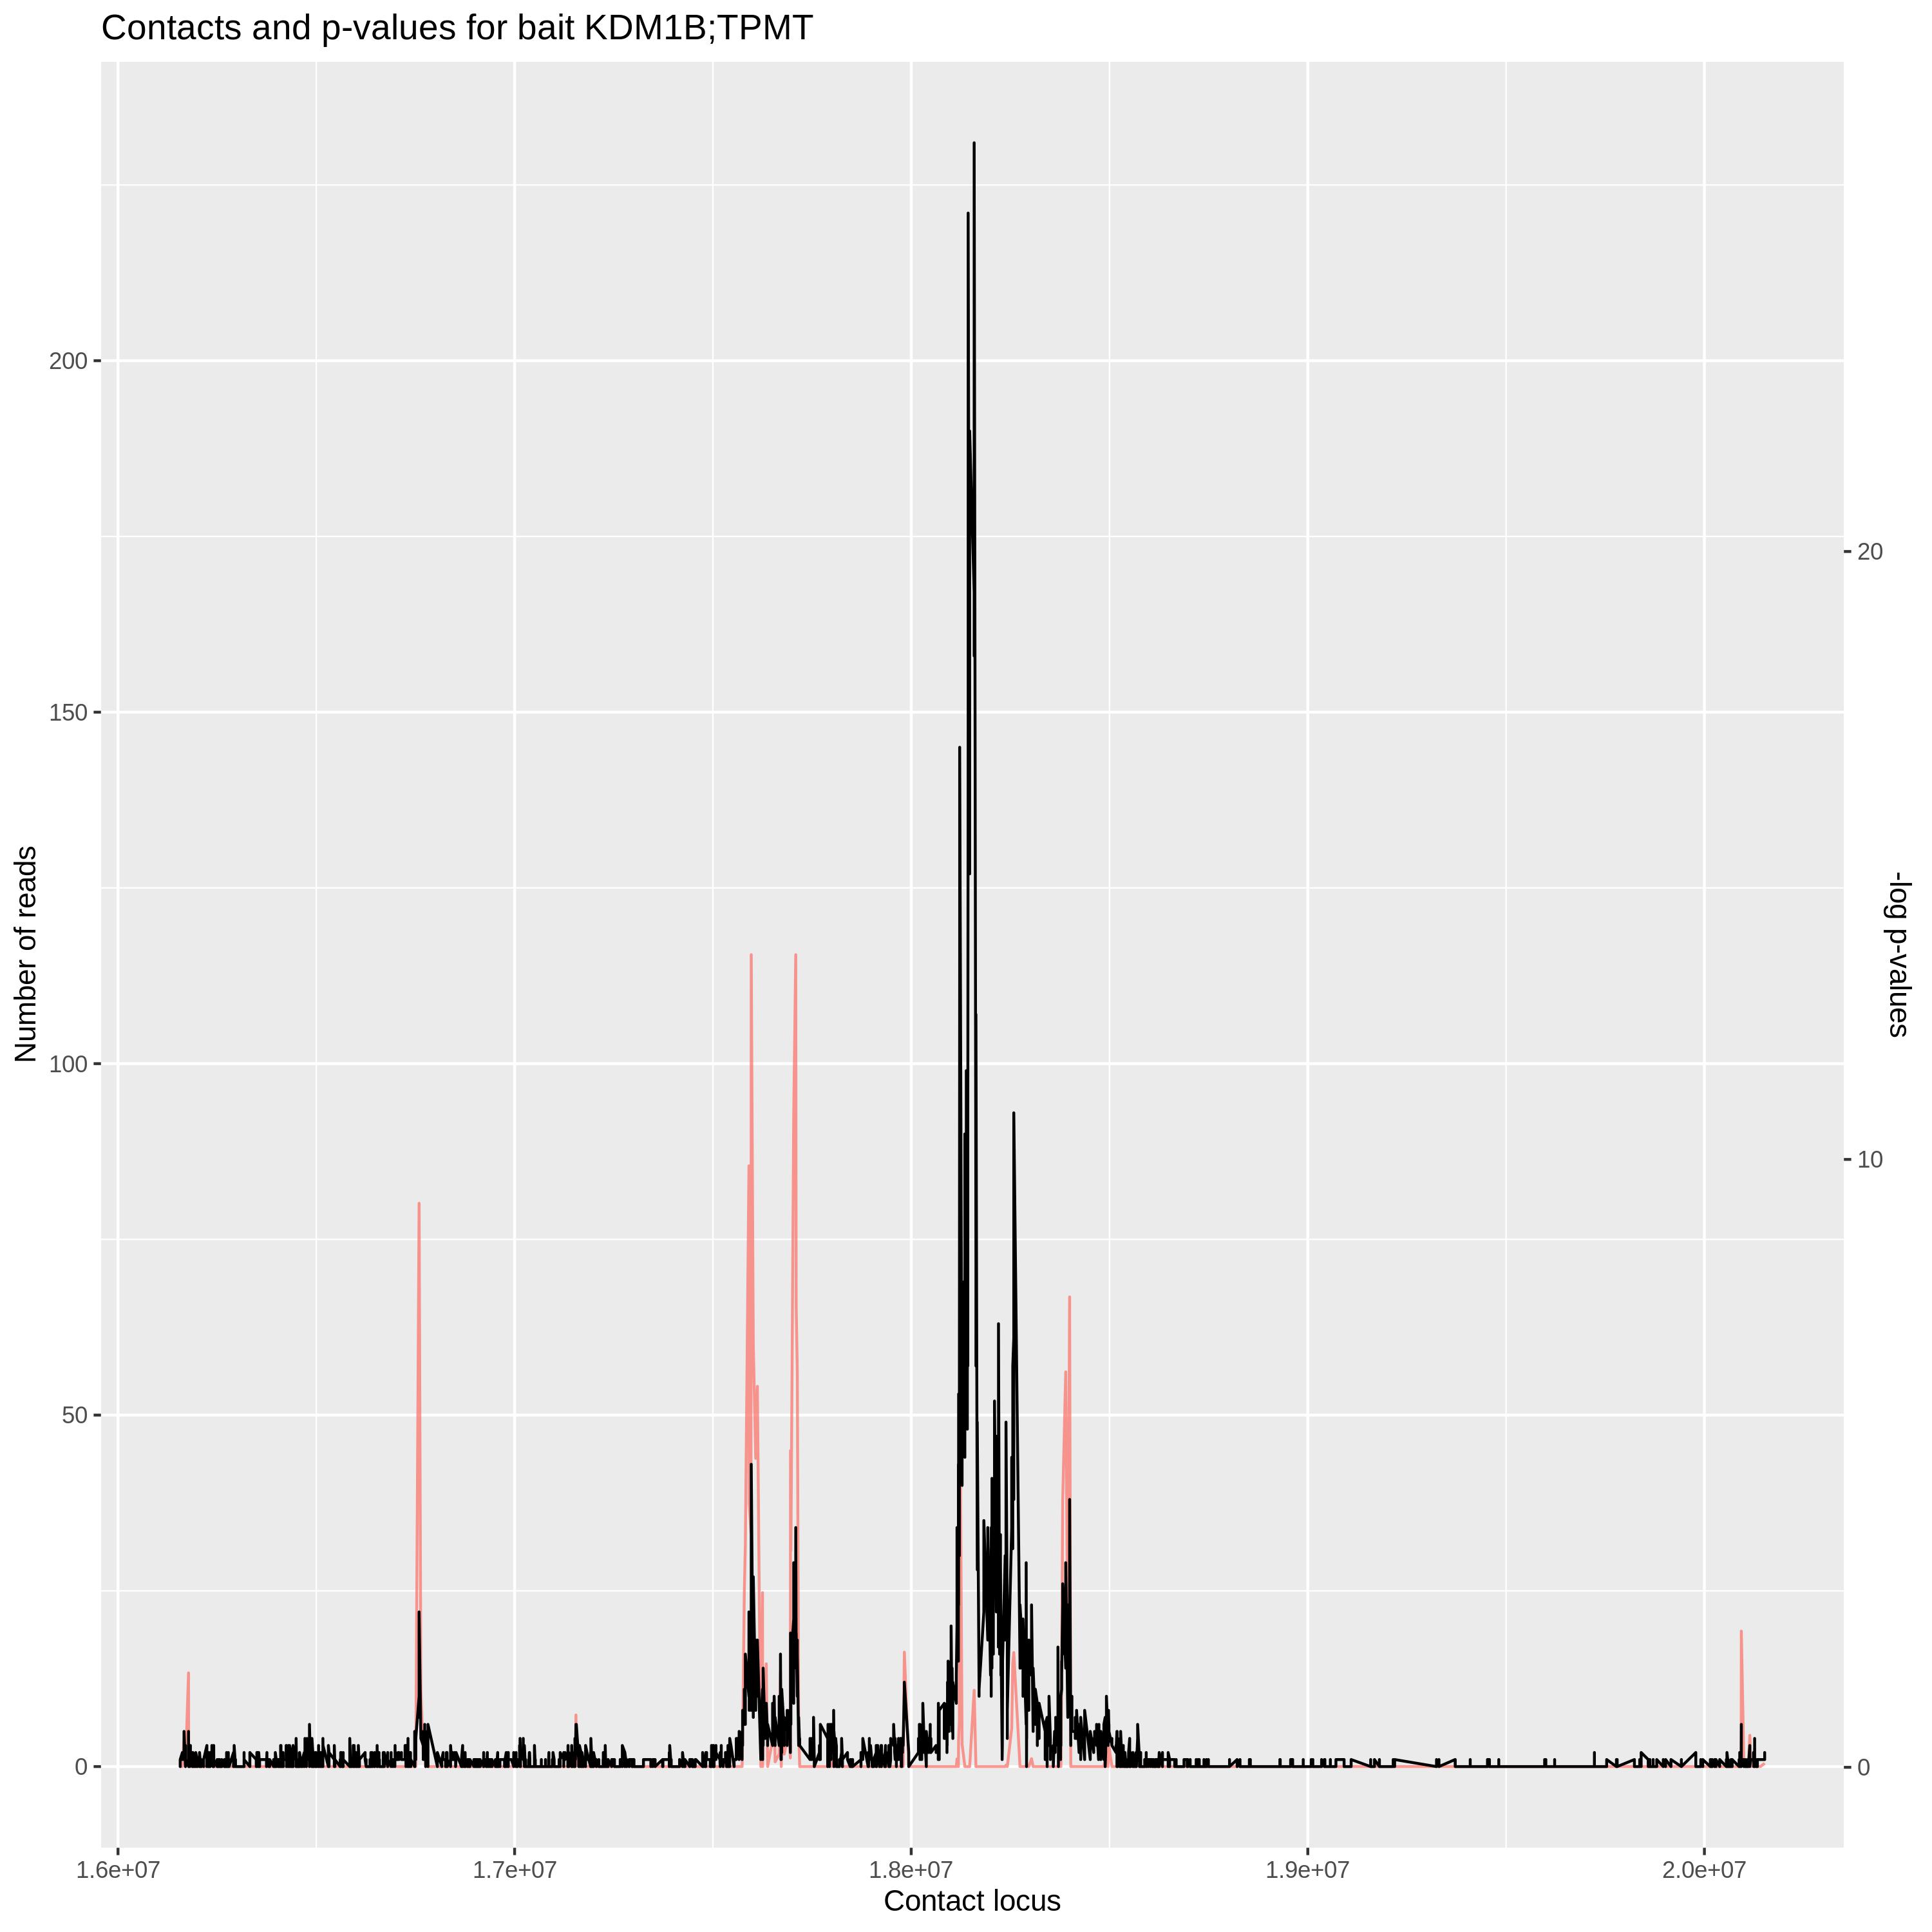 Contacts and p-values for bait KDM1B;TPMT
200
150
100
50
0
Number of reads
20
10
0
-log p-values
1.6e+07
1.7e+07
1.8e+07
1.9e+07
2.0e+07
Contact locus